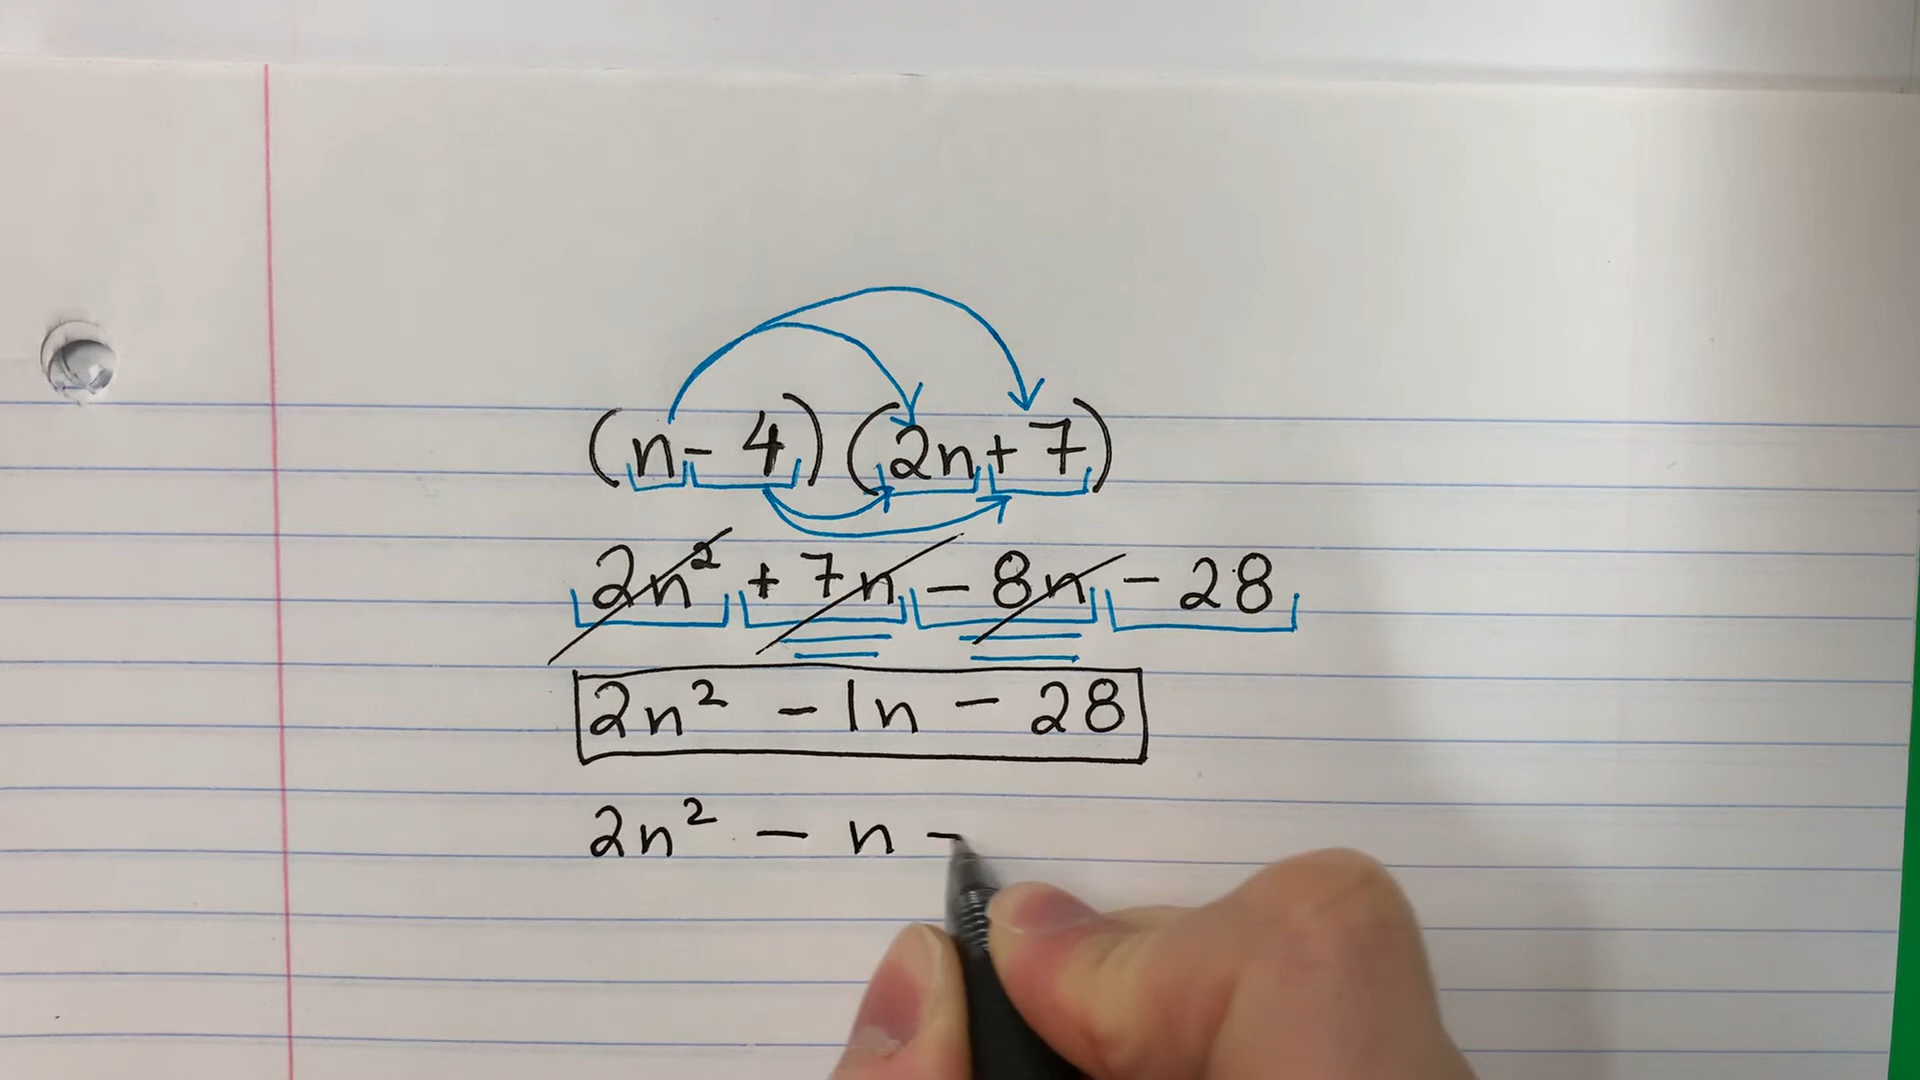 (n - 4) (2n + 7)
2n² + 7n - 8n - 28
2n² - 1n - 28
2n² - n -